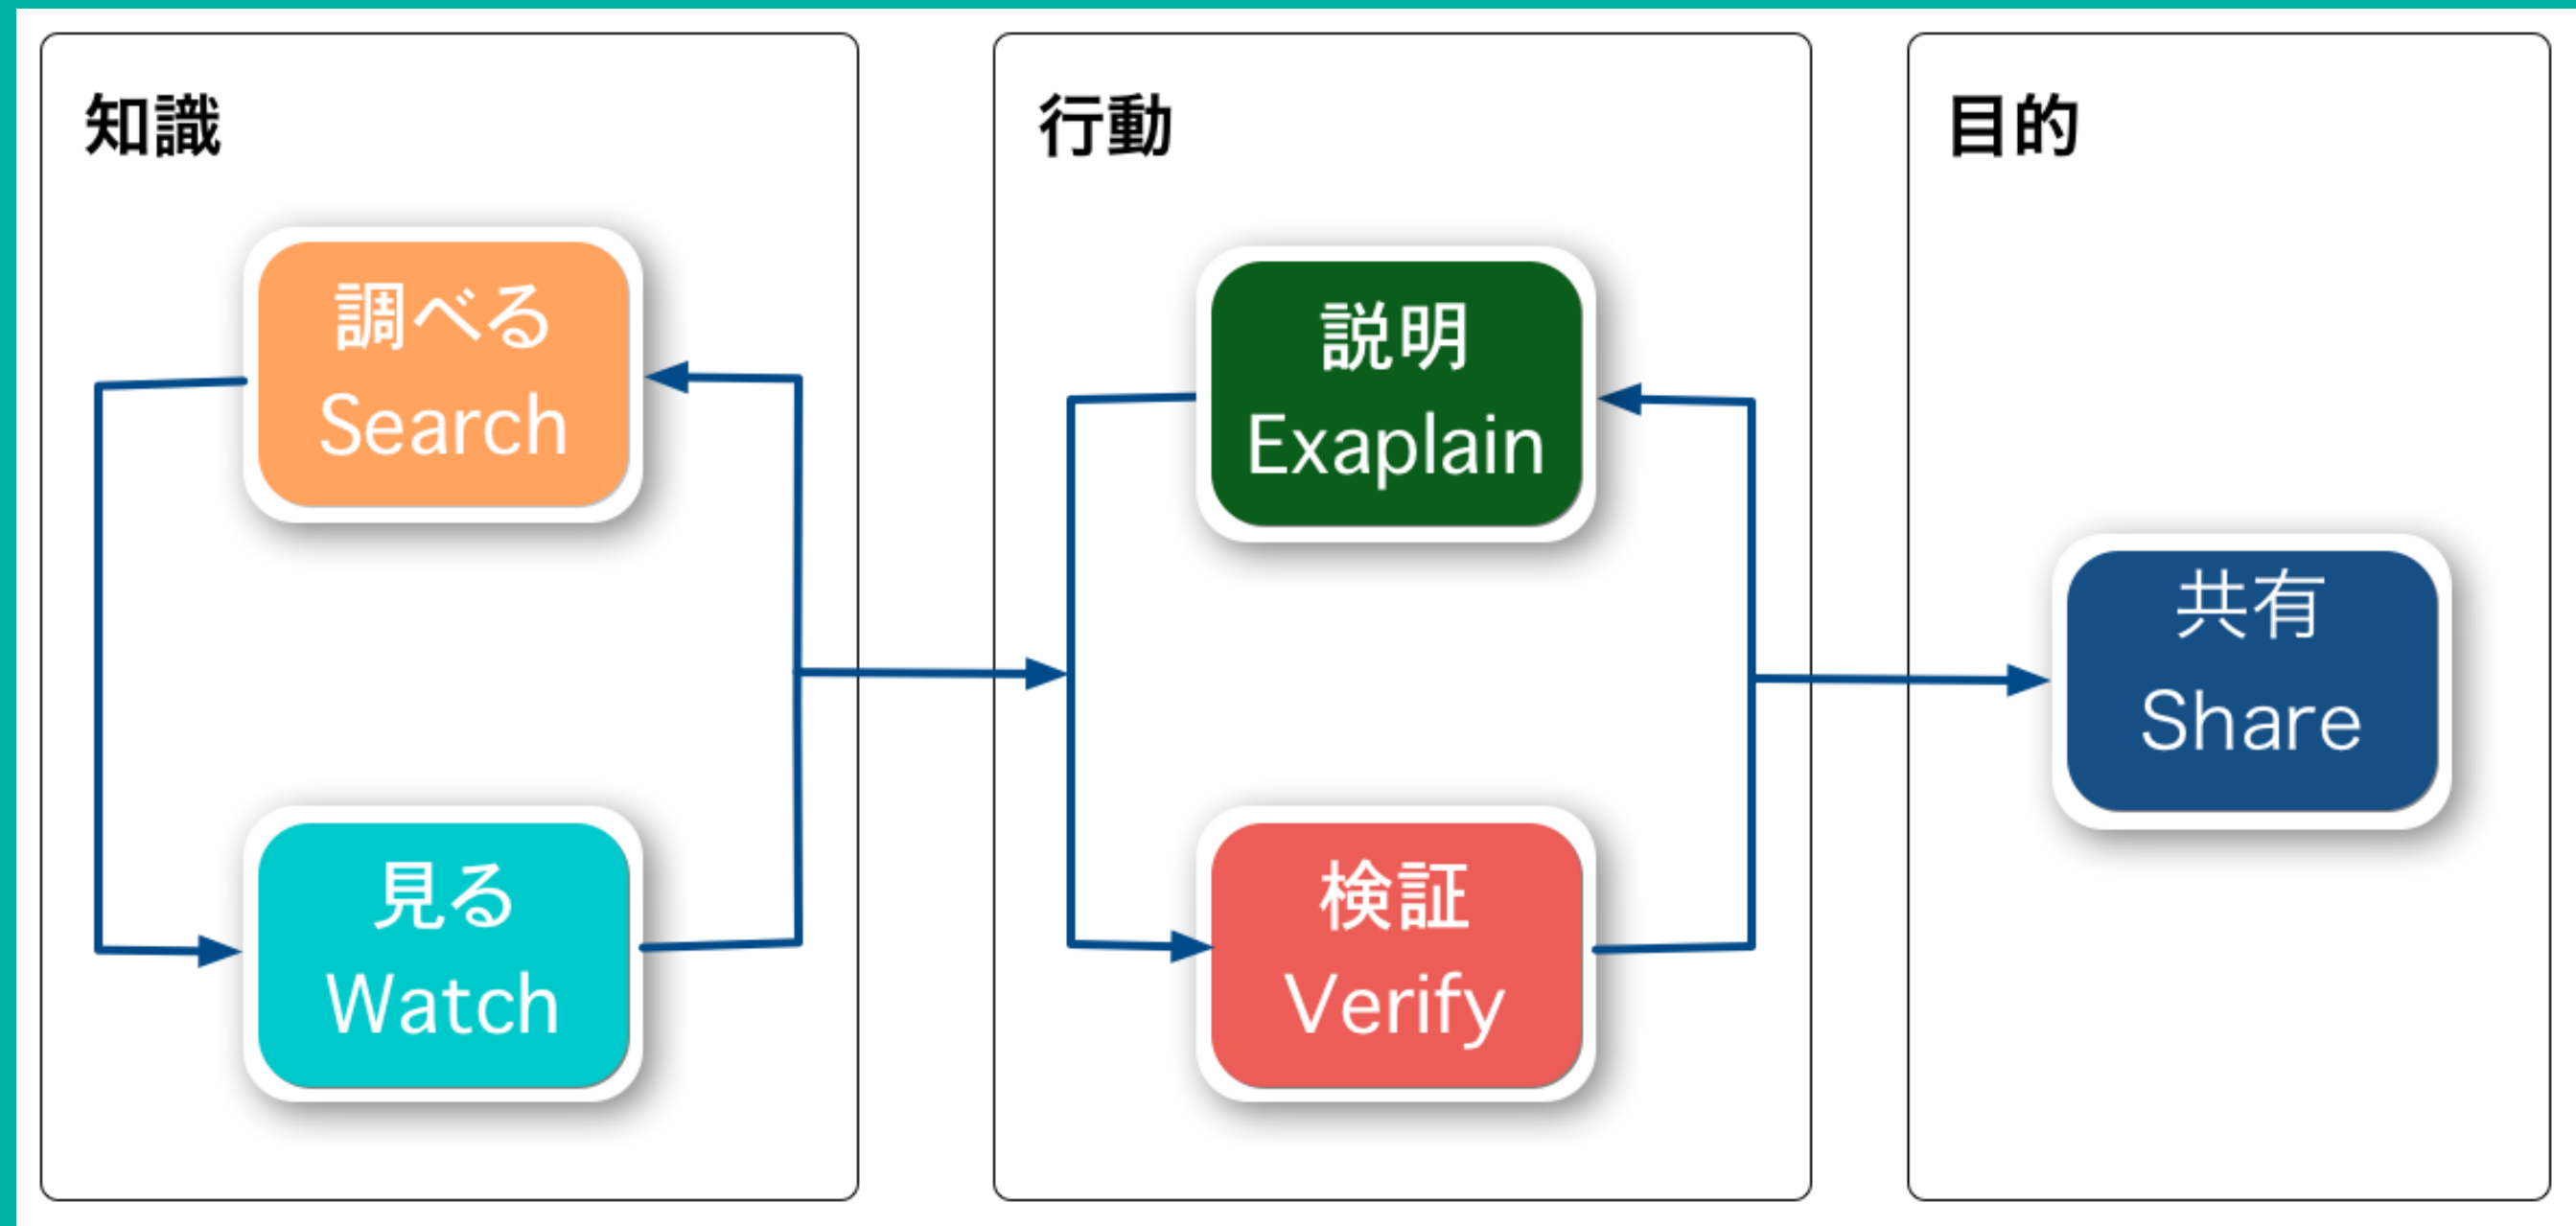 知識
調べる
Search
見る
Watch
行動
説明
Exaplain
検証
Verify
目的
共有
Share